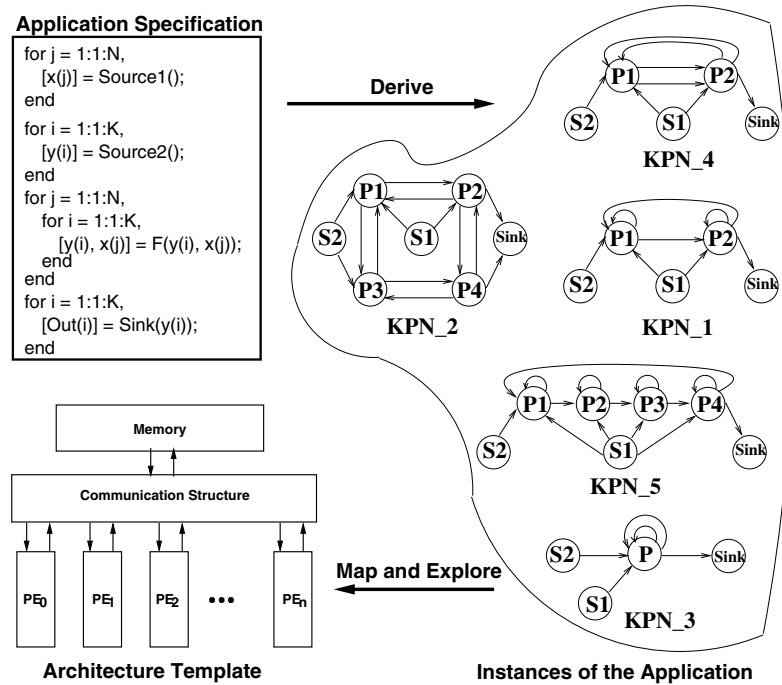 Application Specification
for j = 1:1:N,
[x(j)] = Source1();
end
for i = 1:1:K,
[y(i)] = Source2();
end
for j = 1:1:N,
for i = 1:1:K,
[y(i), x(j)] = F(y(i), x(j));
end
end
for i = 1:1:K,
[Out(i)] = Sink(y(i));
end
Derive
P1
P2
S2
S1
Sink
KPN_4
P1
P2
S2
S1
Sink
P3
P4
KPN_2
P1
P2
S2
S1
Sink
KPN_1
P1
P2
P3
P4
S2
S1
Sink
KPN_5
S2
P
Sink
S1
KPN_3
Map and Explore
Memory
Communication Structure
PE0
PE1
PE2
•••
PEn
Architecture Template
Instances of the Application